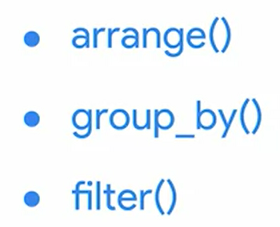 • arrange()
• group_by()
• filter()